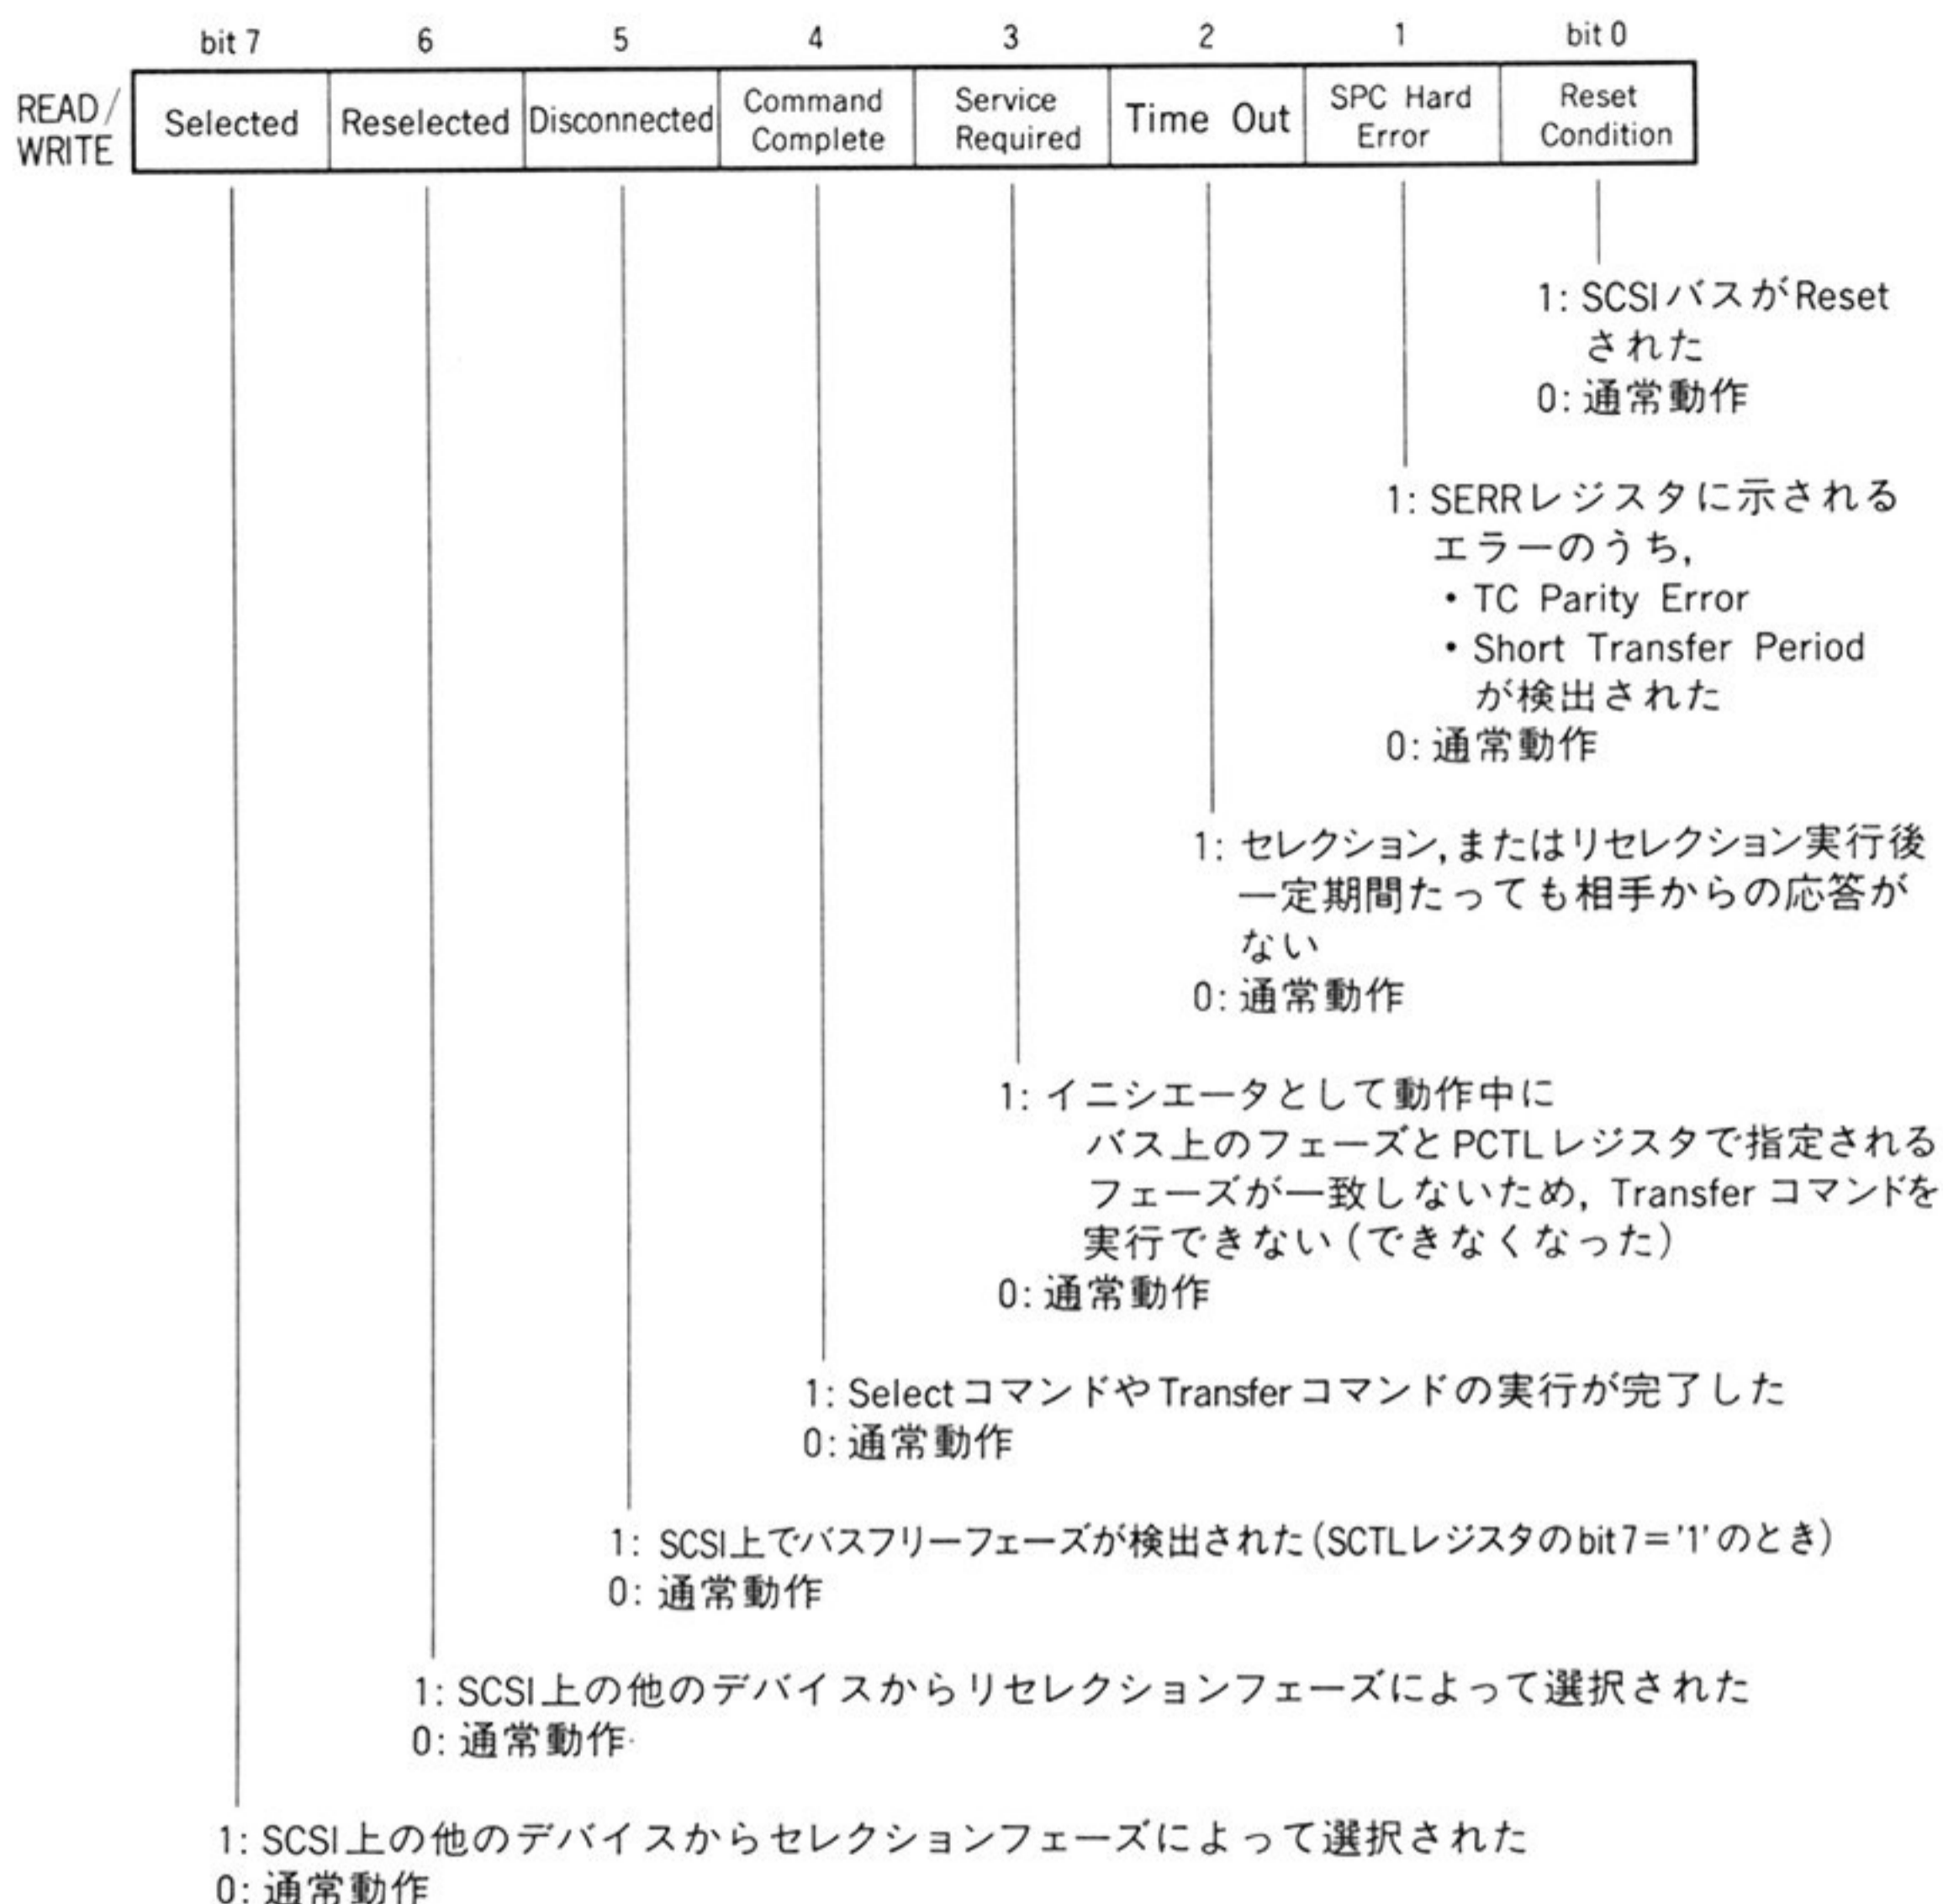 bit 7 6 5 4 3 2 1 bit 0
READ/
WRITE
Selected
Reselected
Disconnected
Command
Complete
Service
Required
Time Out
SPC Hard
Error
Reset
Condition
1: SCSIバスがReset
された
0: 通常動作
1: SERRレジスタに示される
エラーのうち,
・TC Parity Error
・Short Transfer Period
が検出された
0: 通常動作
1: セレクション,またはリセレクション実行後
一定期間たっても相手からの応答が
ない
0: 通常動作
1: イニシエータとして動作中に
バス上のフェーズとPCTLレジスタで指定される
フェーズが一致しないため, Transfer コマンドを
実行できない(できなくなった)
0: 通常動作
1: SelectコマンドやTransferコマンドの実行が完了した
0: 通常動作
1: SCSI上でバスフリーフェーズが検出された(SCTLレジスタのbit7='1'のとき)
0: 通常動作
1: SCSI上の他のデバイスからリセレクションフェーズによって選択された
0: 通常動作
1: SCSI上の他のデバイスからセレクションフェーズによって選択された
0: 通常動作